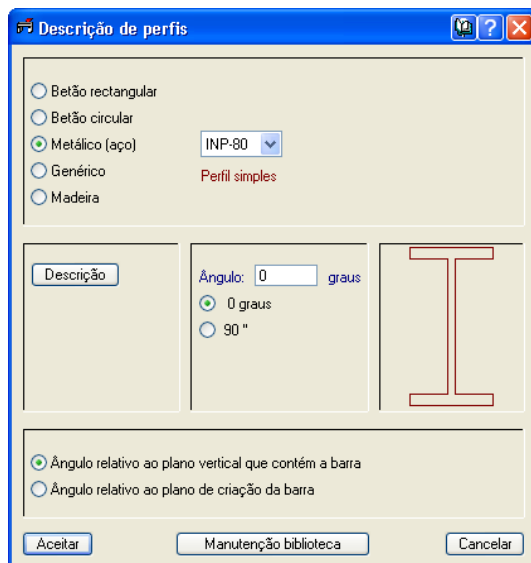 Descrição de perfis
Betão rectangular
Betão circular
Metálico (aço)
INP-80
Genérico
Perfil simples
Madeira
Descrição
Ângulo: 0 graus
0 graus
90 "
Ângulo relativo ao plano vertical que contém a barra
Ângulo relativo ao plano de criação da barra
Aceitar
Manutenção biblioteca
Cancelar